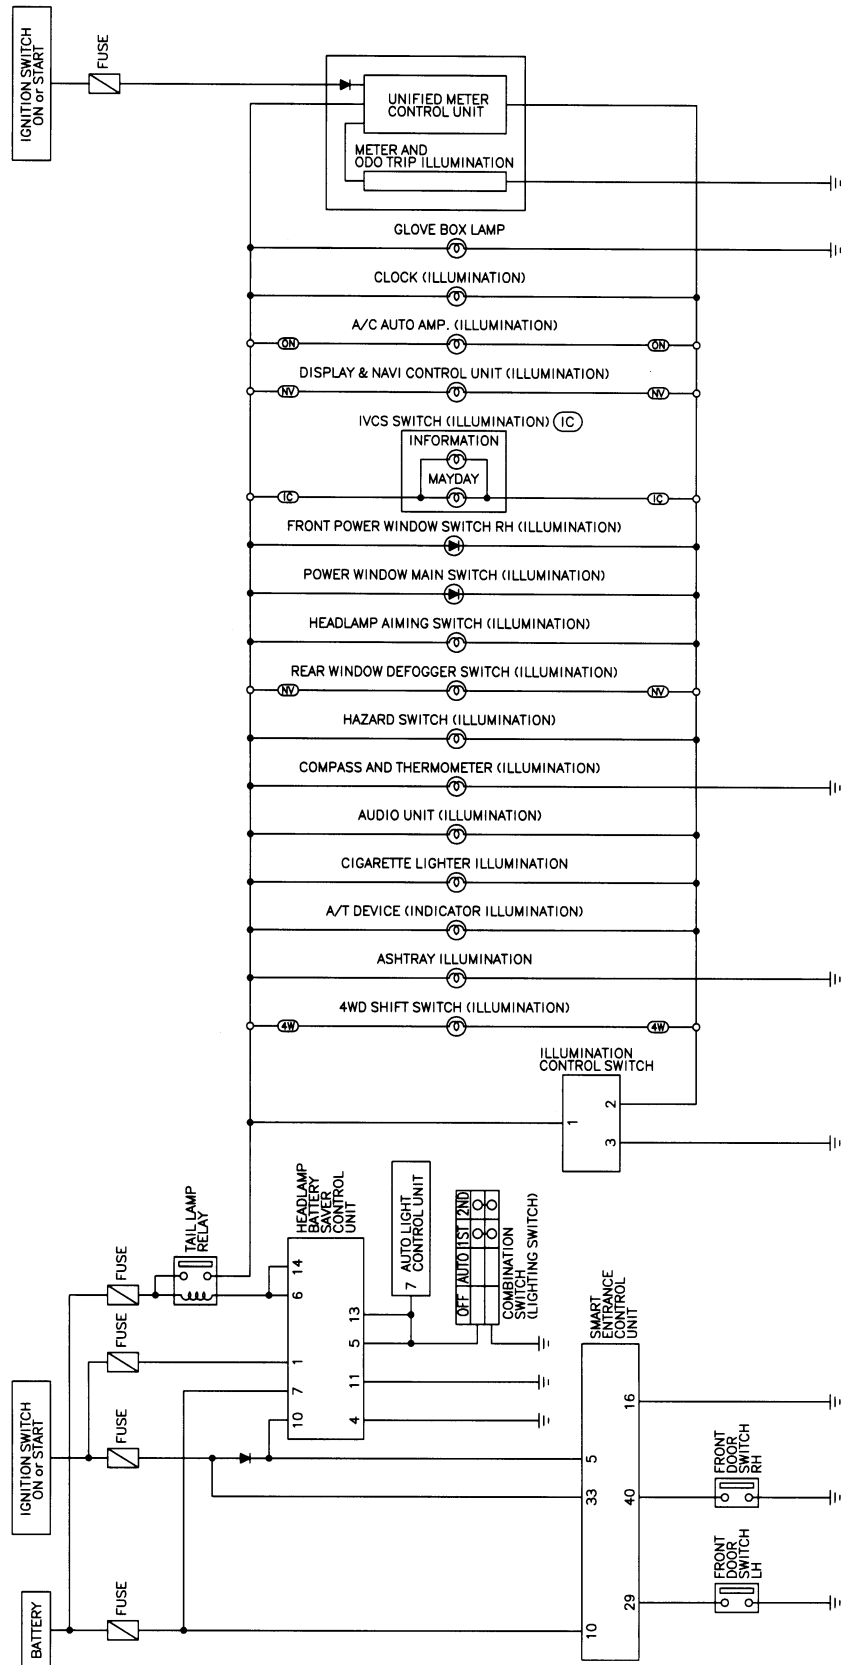 IGNITION SWITCH
ON or START
FUSE
UNIFIED METER
CONTROL UNIT
METER AND
ODO TRIP ILLUMINATION
GLOVE BOX LAMP
CLOCK (ILLUMINATION)
A/C AUTO AMP. (ILLUMINATION)
ON
ON
DISPLAY & NAVI CONTROL UNIT (ILLUMINATION)
NV
NV
IVCS SWITCH (ILLUMINATION) IC
INFORMATION
MAYDAY
IC
IC
FRONT POWER WINDOW SWITCH RH (ILLUMINATION)
POWER WINDOW MAIN SWITCH (ILLUMINATION)
HEADLAMP AIMING SWITCH (ILLUMINATION)
REAR WINDOW DEFOGGER SWITCH (ILLUMINATION)
NV
NV
HAZARD SWITCH (ILLUMINATION)
COMPASS AND THERMOMETER (ILLUMINATION)
AUDIO UNIT (ILLUMINATION)
CIGARETTE LIGHTER ILLUMINATION
A/T DEVICE (INDICATOR ILLUMINATION)
ASHTRAY ILLUMINATION
4WD SHIFT SWITCH (ILLUMINATION)
4W
4W
ILLUMINATION
CONTROL SWITCH
1
2
3
TAIL LAMP
RELAY
FUSE
FUSE
HEADLAMP
BATTERY
SAVER
CONTROL
UNIT
14
6
1
7
10
13
5
11
4
AUTO LIGHT
CONTROL UNIT
7
OFF AUTO 1ST 2ND
COMBINATION
SWITCH
(LIGHTING SWITCH)
IGNITION SWITCH
ON or START
FUSE
SMART
ENTRANCE
CONTROL
UNIT
5
33
10
16
40
29
FRONT
DOOR
SWITCH
RH
FRONT
DOOR
SWITCH
LH
BATTERY
FUSE